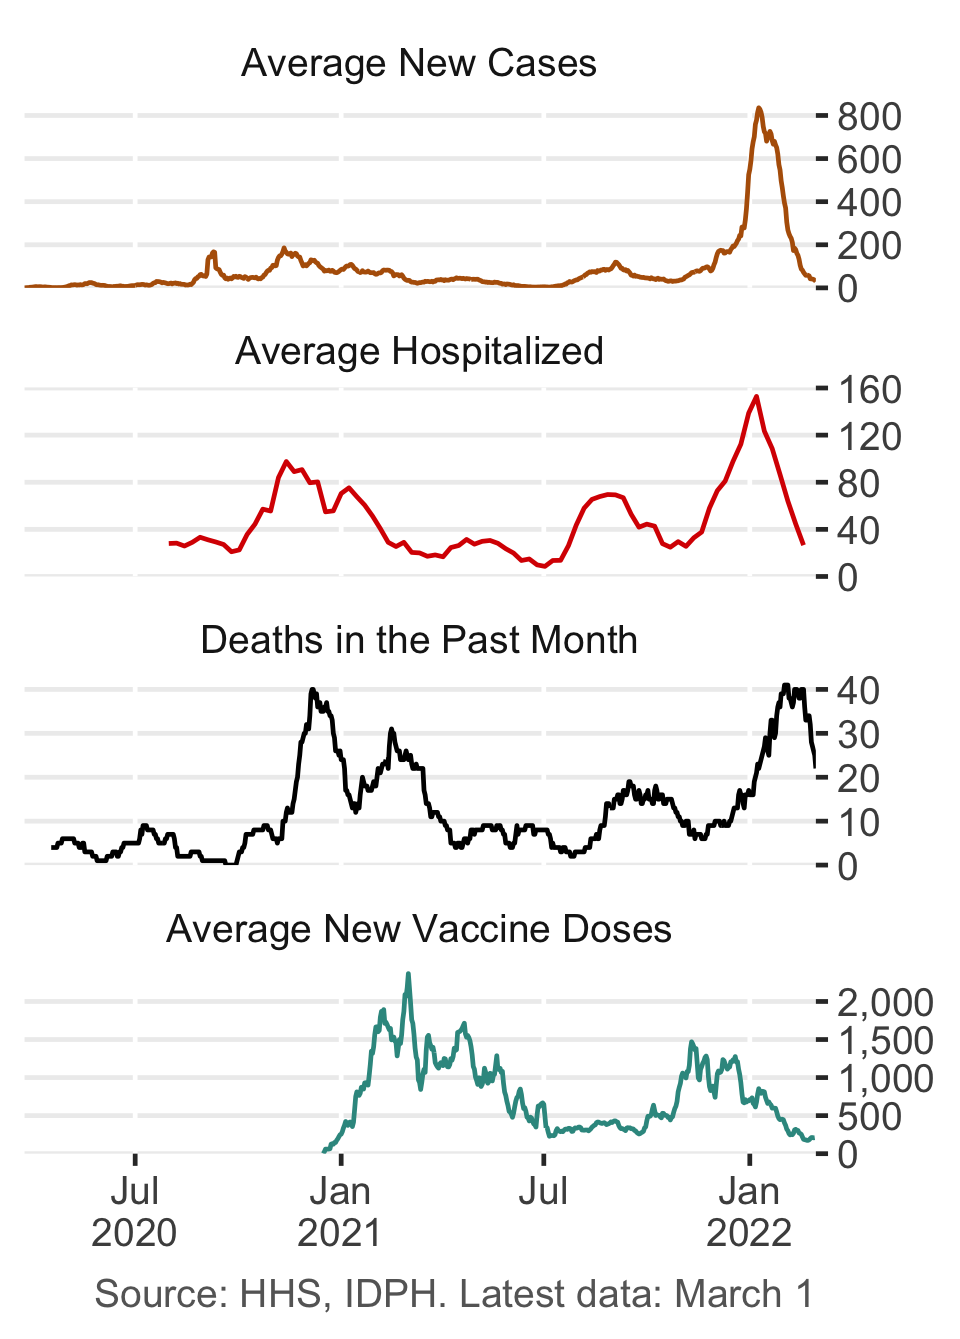 Average New Cases
800
600
400
200
0
Average Hospitalized
160
120
80
40
0
Deaths in the Past Month
40
30
20
10
0
Average New Vaccine Doses
2,000
1,500
1,000
500
0
Jul Jan Jul Jan
2020 2021 2022
Source: HHS, IDPH. Latest data: March 1